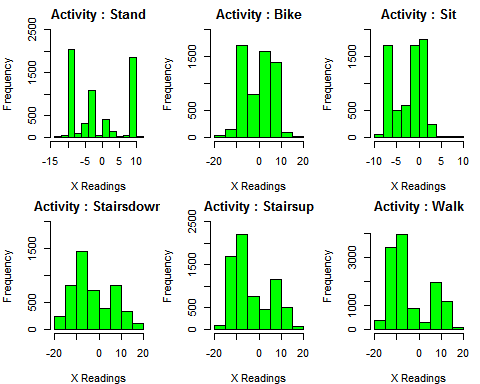 Activity : Stand
Frequency
0 500 1500 2500
-15 -5 0 5 10
X Readings
Activity : Bike
Frequency
0 500 1500
-20 0 10 20
X Readings
Activity : Sit
Frequency
0 500 1500
-10 -5 0 5 10
X Readings
Activity : Stairsdowr
Frequency
0 500 1500
-20 0 10 20
X Readings
Activity : Stairsup
Frequency
0 500 1500 2500
-20 0 10 20
X Readings
Activity : Walk
Frequency
0 1000 3000
-20 0 10 20
X Readings